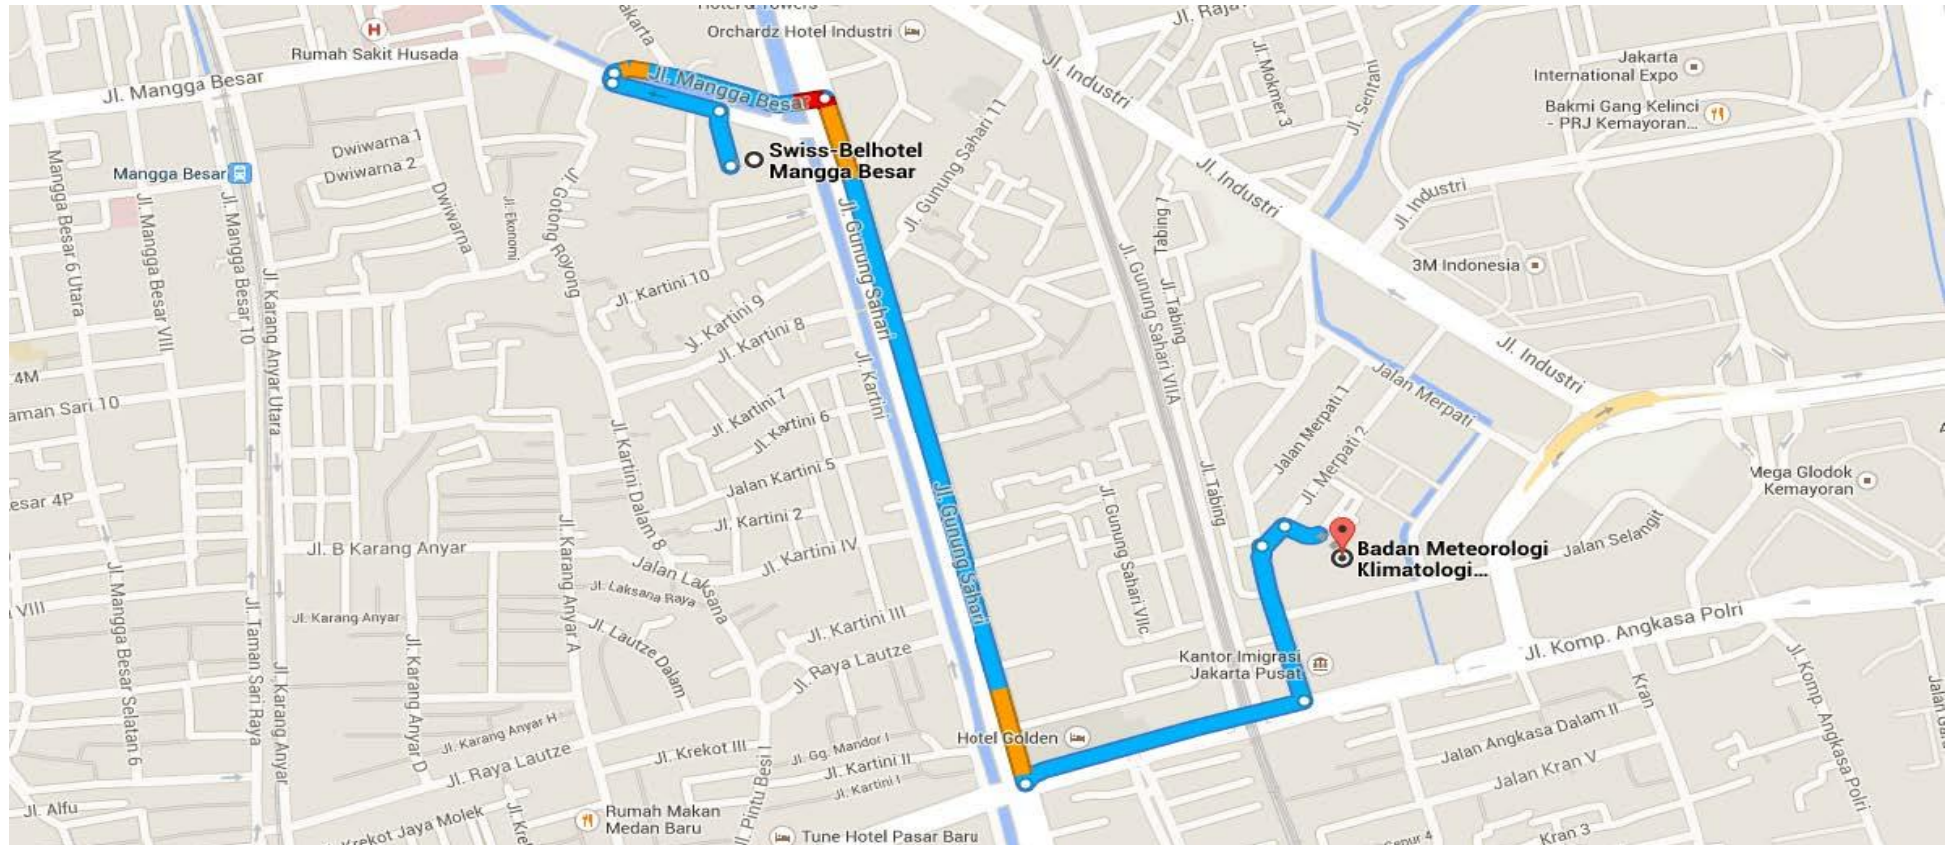 Hotel & Towers
Orchardz Hotel Industri
Jl. Raja
Rumah Sakit Husada
akarta
Jl. Mangga Besar
Jl. Mangga Besar
Jl. Industri
Jl. Mokmer 3
Jl. Sentani
Jakarta
International Expo
Bakmi Gang Kelinci
- PRJ Kemayoran...
Swiss-Belhotel
Mangga Besar
Jl. Gunung Sahari 11
Jl. Industri
Jl. Industri
Dwiwarna 1
Dwiwarna 2
Dwiwarna
Mangga Besar
Mangga Besar 6 Utara
Jl. Mangga Besar VIII
Jl. Mangga Besar 10
Jl. Ekonomi
Jl. Gotong Royong
Jl. Karang Anyar Utara
Jl. Gunung Sahari
Tabing 7
Jl. Tabing
Jl. Gunung Sahari VIIA
3M Indonesia
Jl. Kartini 10
Jl. Kartini 9
Jl. Kartini 8
Jl. Kartini
Jl. Industri
4M
aman Sari 10
Jl. Kartini 7
Jl. Kartini 6
Jalan Merpati
Jalan Merpati 1
Jl. Merpati 2
Jl. Kartini Dalam 8
Jalan Kartini 5
Jl. Kartini 2
Jl. Kartini IV
Jl. Gunung Sahari
Jl. Gunung Sahari VIIc
Jl. Tabing
Mega Glodok
Kemayoran
esar 4P
Jl. B Karang Anyar
Jl. Karang Anyar A
Jalan Laksana
Jl. Laksana Raya
Badan Meteorologi
Klimatologi...
Jalan Selangit
VIII
Jl. Mangga Besar Selatan 6
Jl. Taman Sari Raya
Jl. Karang Anyar
Jl. Karang Anyar
Jl. Karang Anyar D
Jl. Lautze Dalam
Jl. Kartini III
Jl. Raya Lautze
Kantor Imigrasi
Jakarta Pusat
Jl. Komp. Angkasa Polri
Kran
Jl. Komp. Angkasa Polri
Jl. Karang Anyar H
Jl. Raya Lautze
Jl. Krekot III
Jl. Pintu Besi I
Jl. Gg. Mandor I
Jl. Kartini II
Jl. Kartini I
Hotel Golden
Jalan Angkasa Dalam II
Jalan Kran V
Jl. Alfu
Krekot Jaya Molek
Rumah Makan
Medan Baru
Tune Hotel Pasar Baru
Kran 3